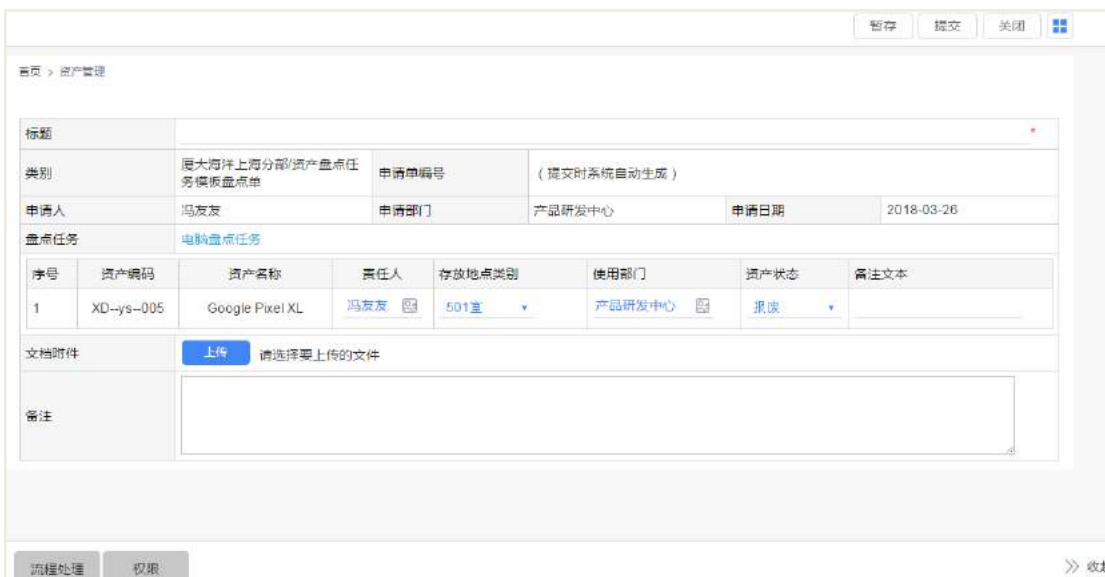 暂存 提交 关闭
首页 > 资产管理
标题 *
类别 厦大海洋上海分部/资产盘点任务模板盘点单 申请单编号 (提交时系统自动生成)
申请人 冯友友 申请部门 产品研发中心 申请日期 2018-03-26
盘点任务 电脑盘点任务
序号 资产编码 资产名称 责任人 存放地点类别 使用部门 资产状态 备注文本
1 XD--ys--005 Google Pixel XL 冯友友 501室 产品研发中心 报废
文档附件 上传 请选择要上传的文件
备注
流程处理 权限 收